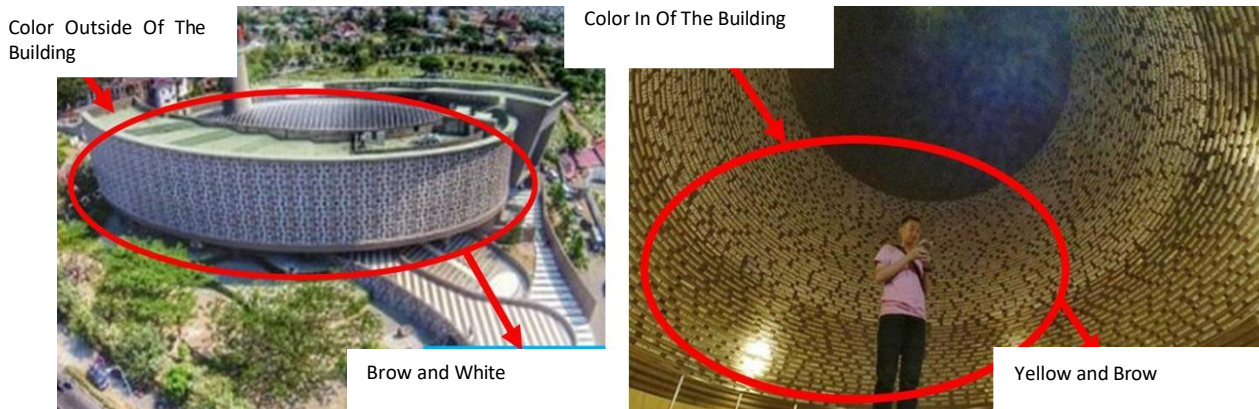 Color Outside Of The
Building
Color In Of The Building
Brow and White
Yellow and Brow